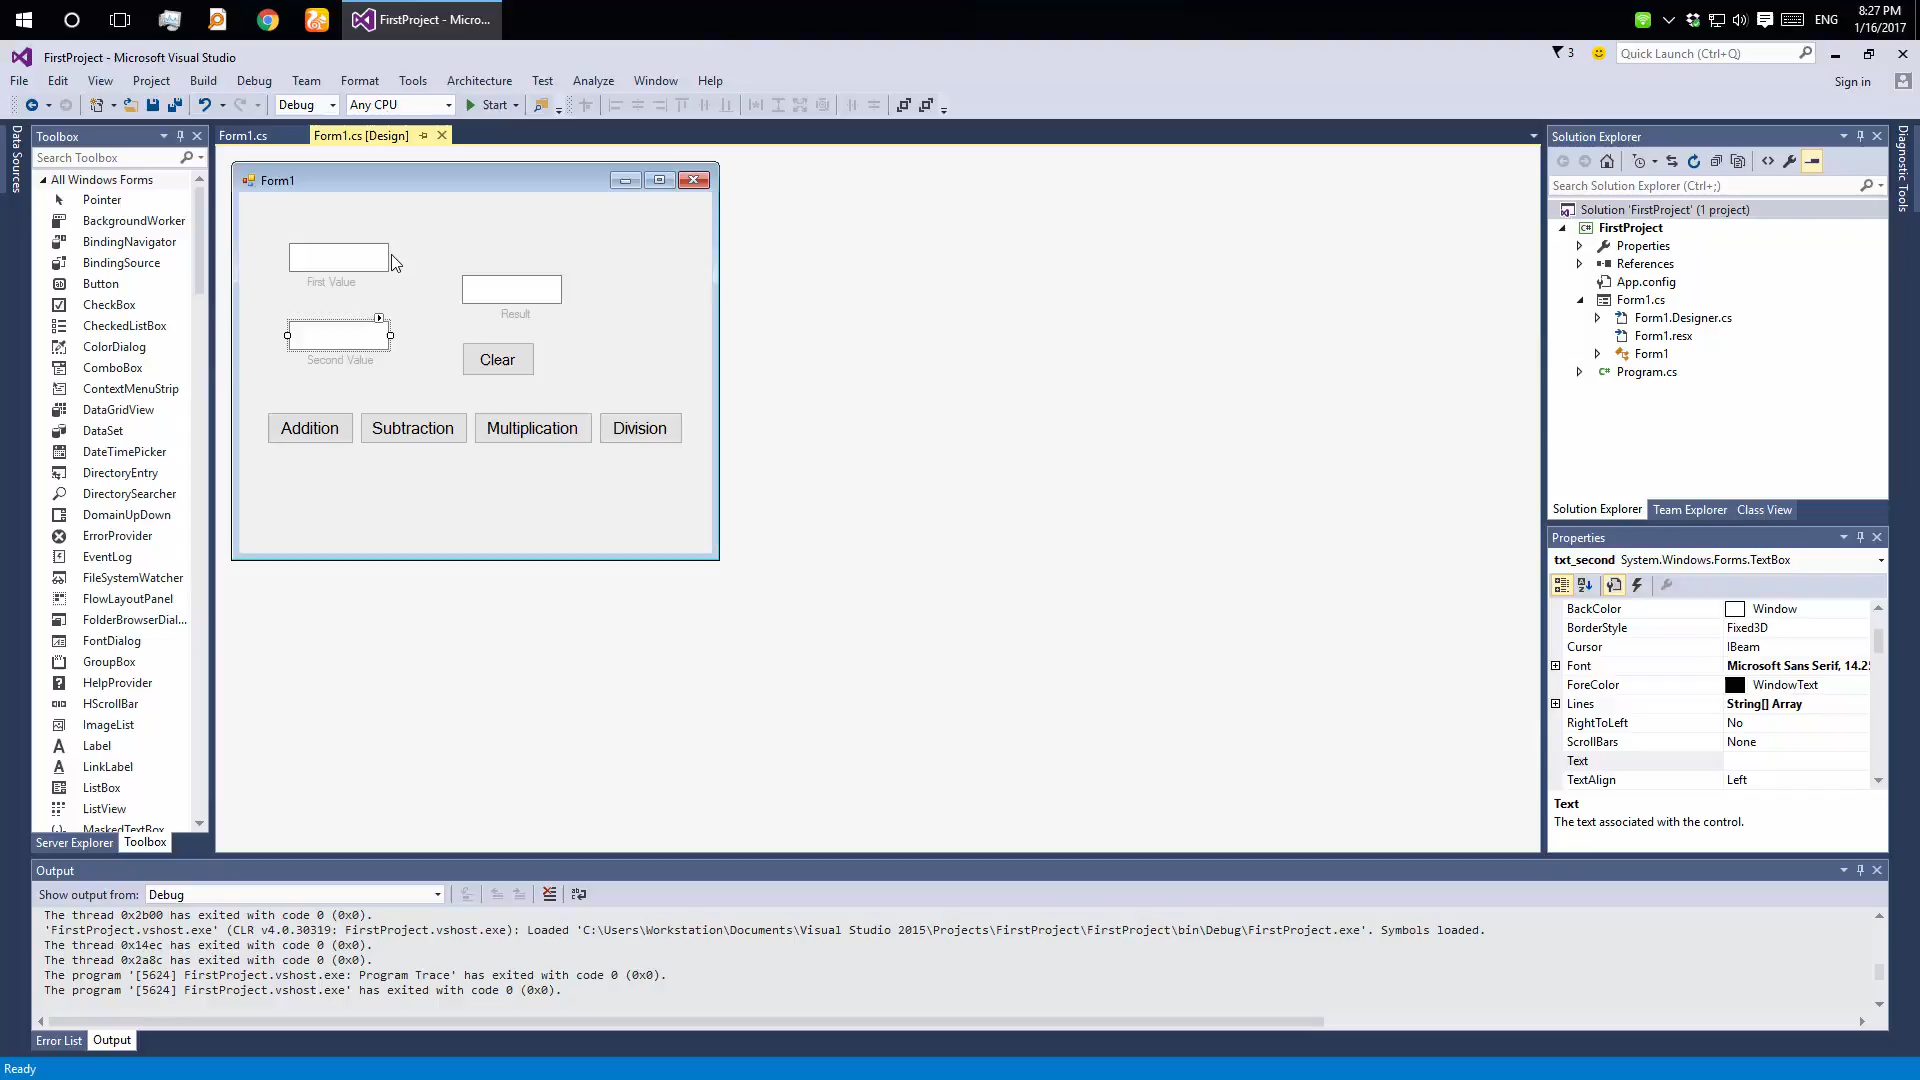 FirstProject - Micro...
ENG
8:27 PM
1/16/2017
FirstProject - Microsoft Visual Studio
3
Quick Launch (Ctrl+Q)
File Edit View Project Build Debug Team Format Tools Architecture Test Analyze Window Help
Sign in
Debug Any CPU Start
Data Sources
Toolbox
Search Toolbox
All Windows Forms
Pointer
BackgroundWorker
BindingNavigator
BindingSource
Button
CheckBox
CheckedListBox
ColorDialog
ComboBox
ContextMenuStrip
DataGridView
DataSet
DateTimePicker
DirectoryEntry
DirectorySearcher
DomainUpDown
ErrorProvider
EventLog
FileSystemWatcher
FlowLayoutPanel
FolderBrowserDial...
FontDialog
GroupBox
HelpProvider
HScrollBar
ImageList
Label
LinkLabel
ListBox
ListView
MaskedTextBox
Server Explorer Toolbox
Form1.cs Form1.cs [Design]
Form1
First Value
Result
Second Value
Clear
Addition Subtraction Multiplication Division
Solution Explorer
Search Solution Explorer (Ctrl+;)
Solution 'FirstProject' (1 project)
FirstProject
Properties
References
App.config
Form1.cs
Form1.Designer.cs
Form1.resx
Form1
Program.cs
Solution Explorer Team Explorer Class View
Diagnostic Tools
Properties
txt_second System.Windows.Forms.TextBox
BackColor Window
BorderStyle Fixed3D
Cursor IBeam
Font Microsoft Sans Serif, 14.25
ForeColor WindowText
Lines String[] Array
RightToLeft No
ScrollBars None
Text
TextAlign Left
Text
The text associated with the control.
Output
Show output from: Debug
The thread 0x2b00 has exited with code 0 (0x0).
'FirstProject.vshost.exe' (CLR v4.0.30319: FirstProject.vshost.exe): Loaded 'C:\Users\Workstation\Documents\Visual Studio 2015\Projects\FirstProject\FirstProject\bin\Debug\FirstProject.exe'. Symbols loaded.
The thread 0x14ec has exited with code 0 (0x0).
The thread 0x2a8c has exited with code 0 (0x0).
The program '[5624] FirstProject.vshost.exe: Program Trace' has exited with code 0 (0x0).
The program '[5624] FirstProject.vshost.exe' has exited with code 0 (0x0).
Error List Output
Ready